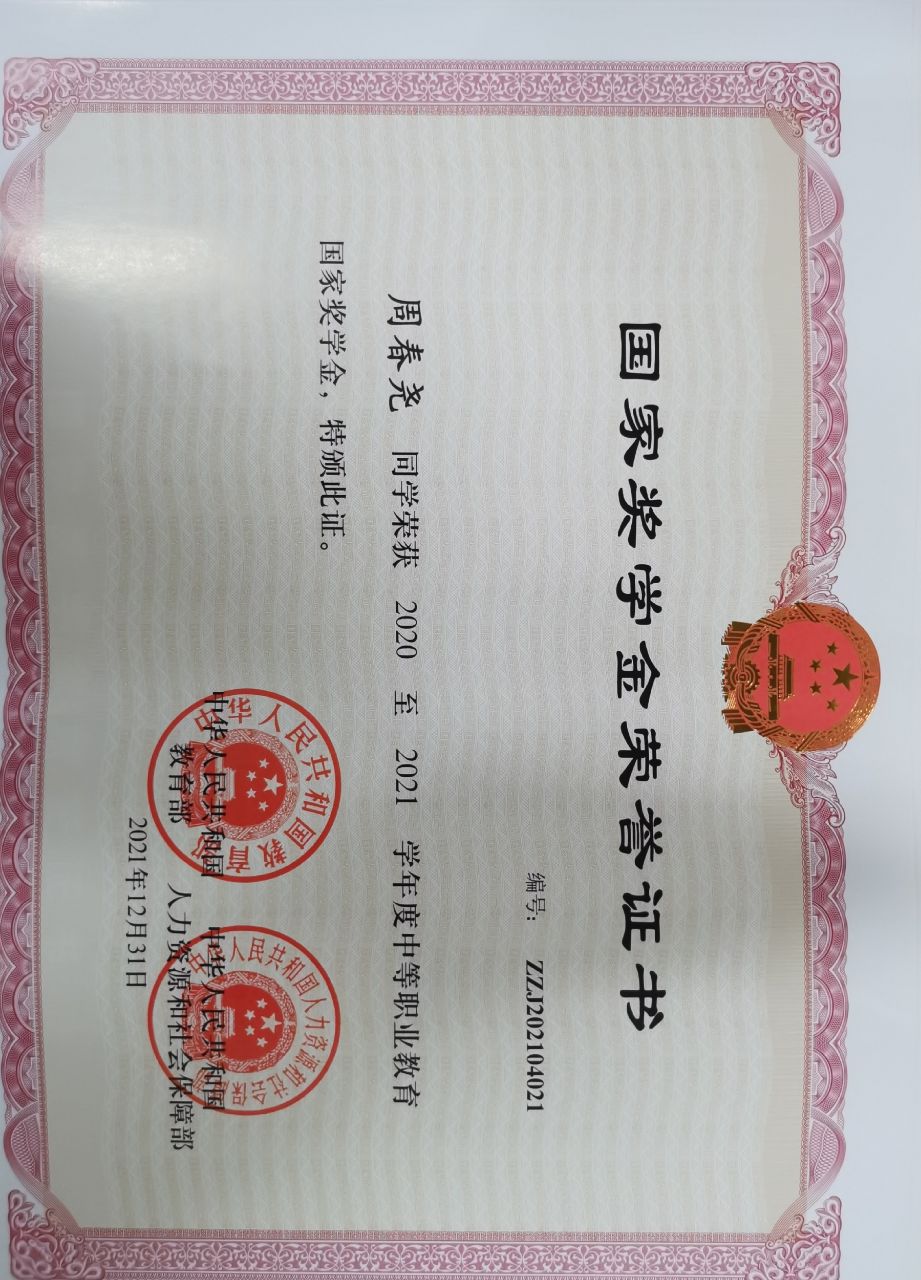 国家奖学金荣誉证书
编号: ZZJ202104021
周春尧 同学荣获 2020 至 2021 学年度中等职业教育
国家奖学金，特颁此证。
中华人民共和国 中华人民共和国
教育部 人力资源和社会保障部
2021年12月31日
中华人民共和国教育部
中华人民共和国人力资源和社会保障部